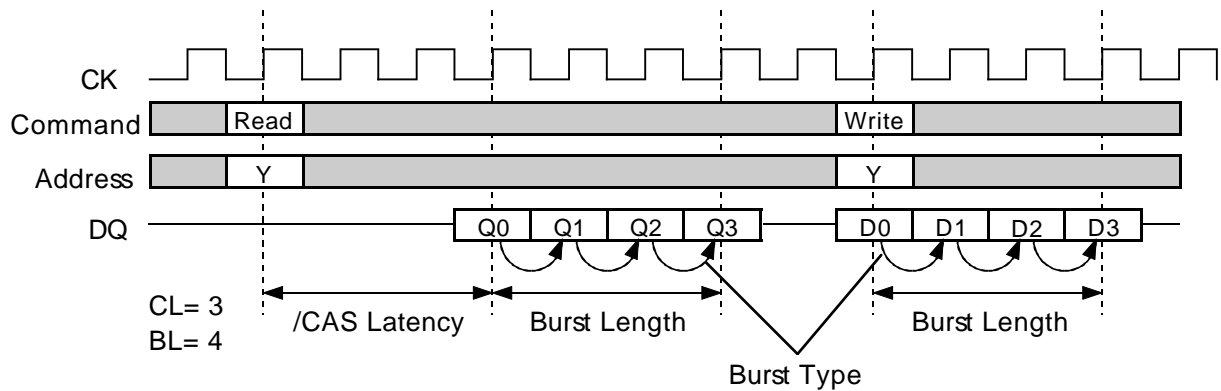 CK
Command Read Write
Address Y Y
DQ Q0 Q1 Q2 Q3 D0 D1 D2 D3
CL= 3
BL= 4
/CAS Latency Burst Length Burst Length
Burst Type